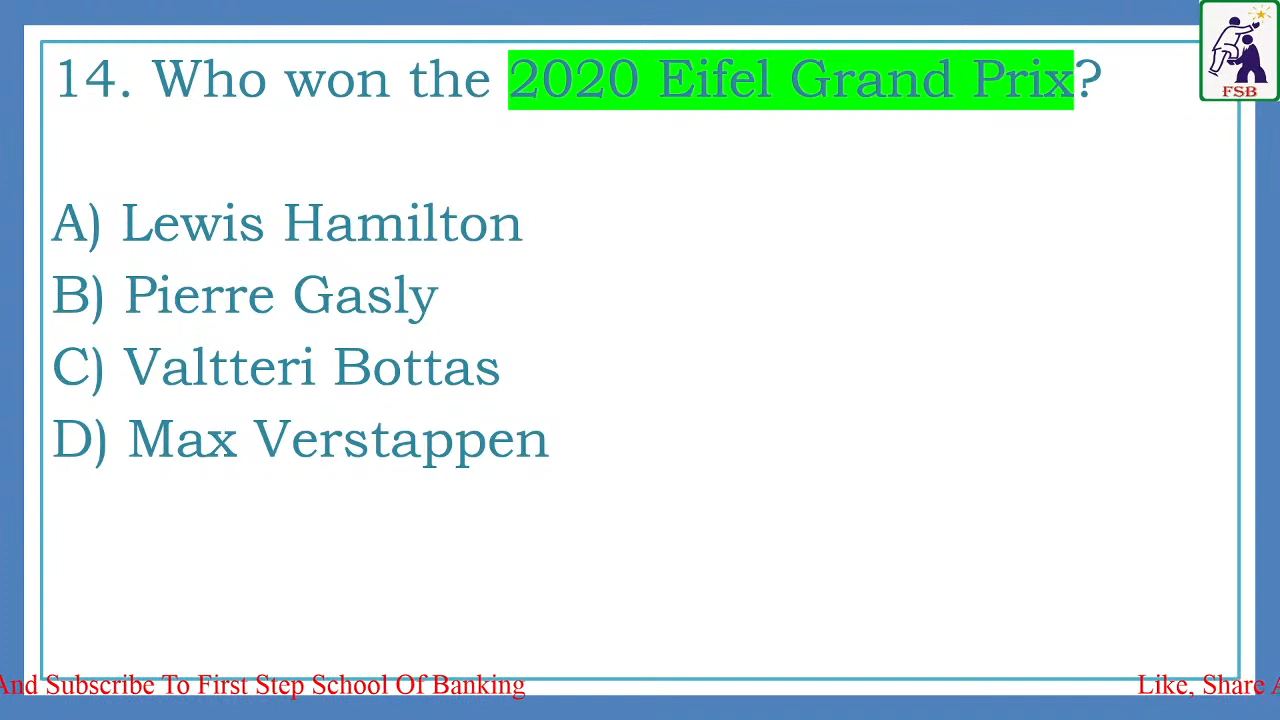 14. Who won the 2020 Eifel Grand Prix?
A) Lewis Hamilton
B) Pierre Gasly
C) Valtteri Bottas
D) Max Verstappen
FSB
And Subscribe To First Step School Of Banking
Like, Share A